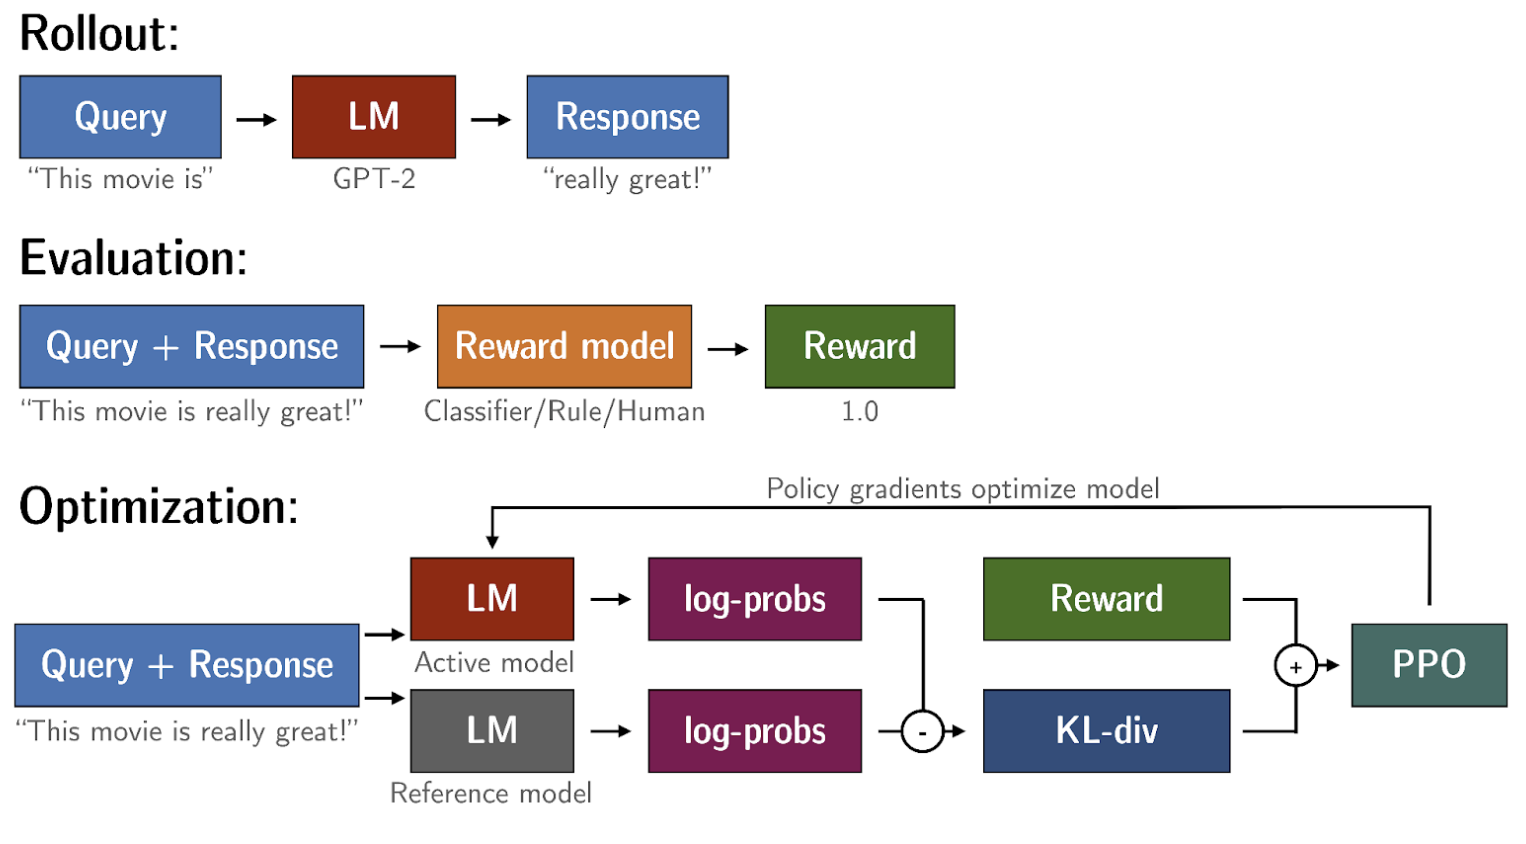 Rollout:
Query
LM
Response
“This movie is”
GPT-2
“really great!”
Evaluation:
Query + Response
Reward model
Reward
“This movie is really great!”
Classifier/Rule/Human
1.0
Optimization:
Policy gradients optimize model
Query + Response
“This movie is really great!”
LM
Active model
log-probs
LM
Reference model
log-probs
-
Reward
KL-div
+
PPO